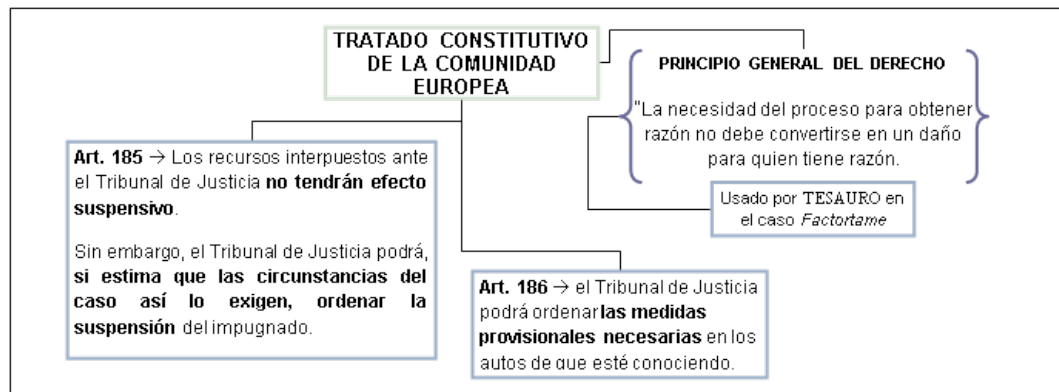 TRATADO CONSTITUTIVO
DE LA COMUNIDAD
EUROPEA
PRINCIPIO GENERAL DEL DERECHO
"La necesidad del proceso para obtener
razón no debe convertirse en un daño
para quien tiene razón.
Usado por TESAURO en
el caso Factortame
Art. 185 → Los recursos interpuestos ante
el Tribunal de Justicia no tendrán efecto
suspensivo.
Sin embargo, el Tribunal de Justicia podrá,
si estima que las circunstancias del
caso así lo exigen, ordenar la
suspensión del impugnado.
Art. 186 → el Tribunal de Justicia
podrá ordenar las medidas
provisionales necesarias en los
autos de que esté conociendo.